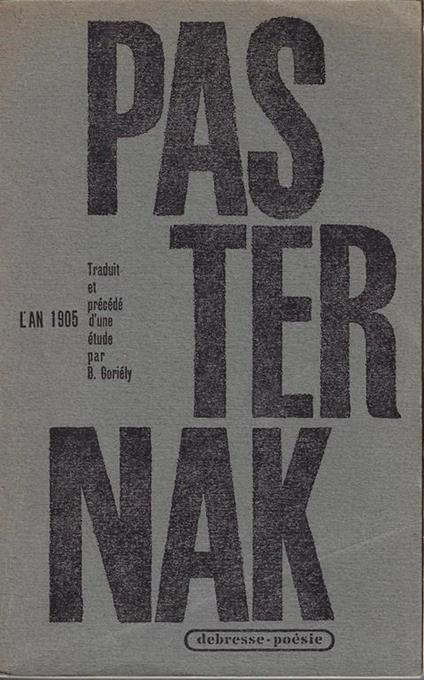 PAS
TER
NAK
L'AN 1905
Traduit
et
précédé
d'une
étude
par
B. Goriély
debresse-poésie